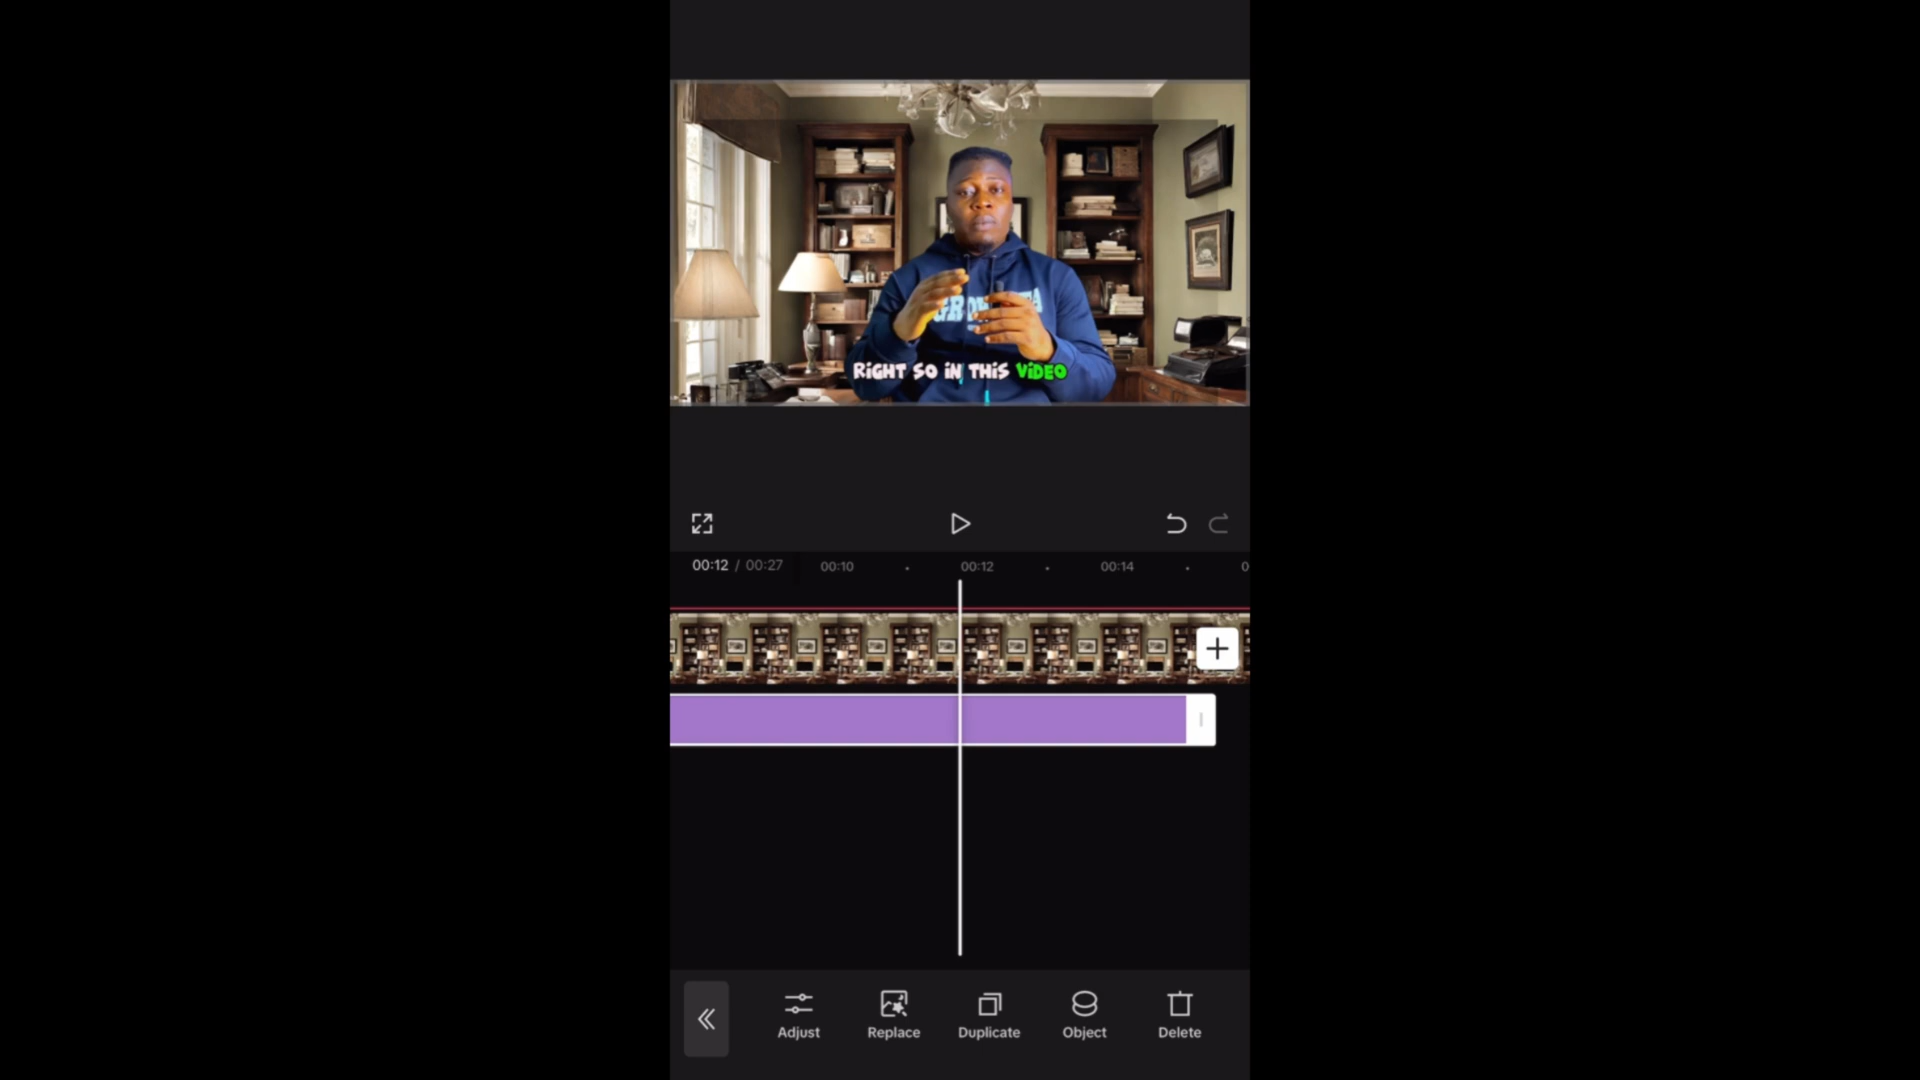 RIGHT SO IN THIS VIDEO
00:12 / 00:27
00:10
00:12
00:14
Adjust
Replace
Duplicate
Object
Delete